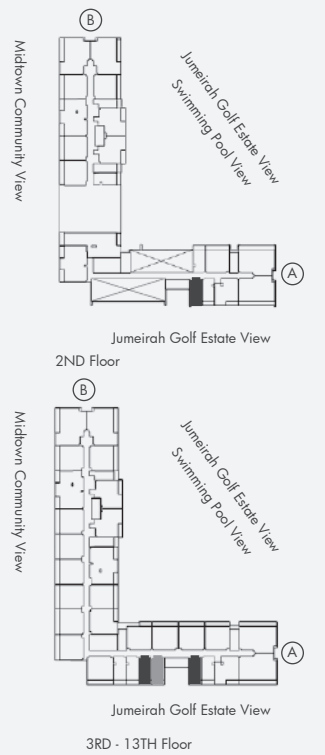 B
Midtown Community View
Jumeirah Golf Estate View
Swimming Pool View
A
Jumeirah Golf Estate View
2ND Floor
B
Midtown Community View
Jumeirah Golf Estate View
Swimming Pool View
A
Jumeirah Golf Estate View
3RD - 13TH Floor